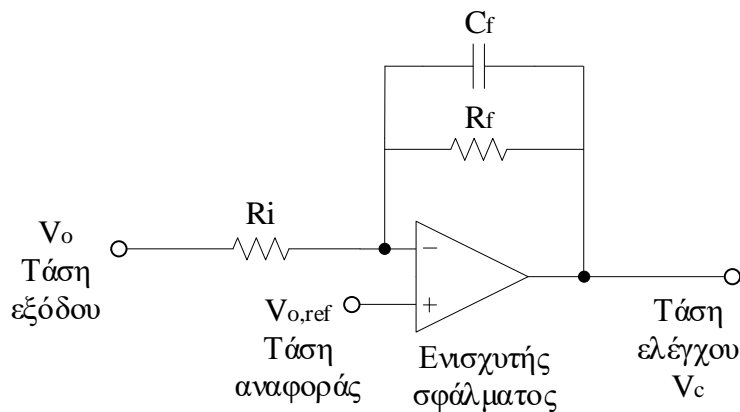 Cf
Rf
Ri
Vo
Τάση
εξόδου
−
+
Vo,ref
Τάση
αναφοράς
Ενισχυτής
σφάλματος
Τάση
ελέγχου
Vc